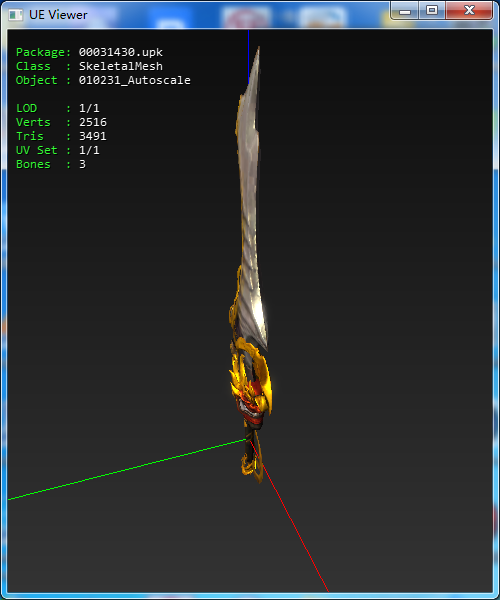 UE Viewer
Package: 00031430.upk
Class : SkeletalMesh
Object : 010231_Autoscale
LOD : 1/1
Verts : 2516
Tris : 3491
UV Set : 1/1
Bones : 3